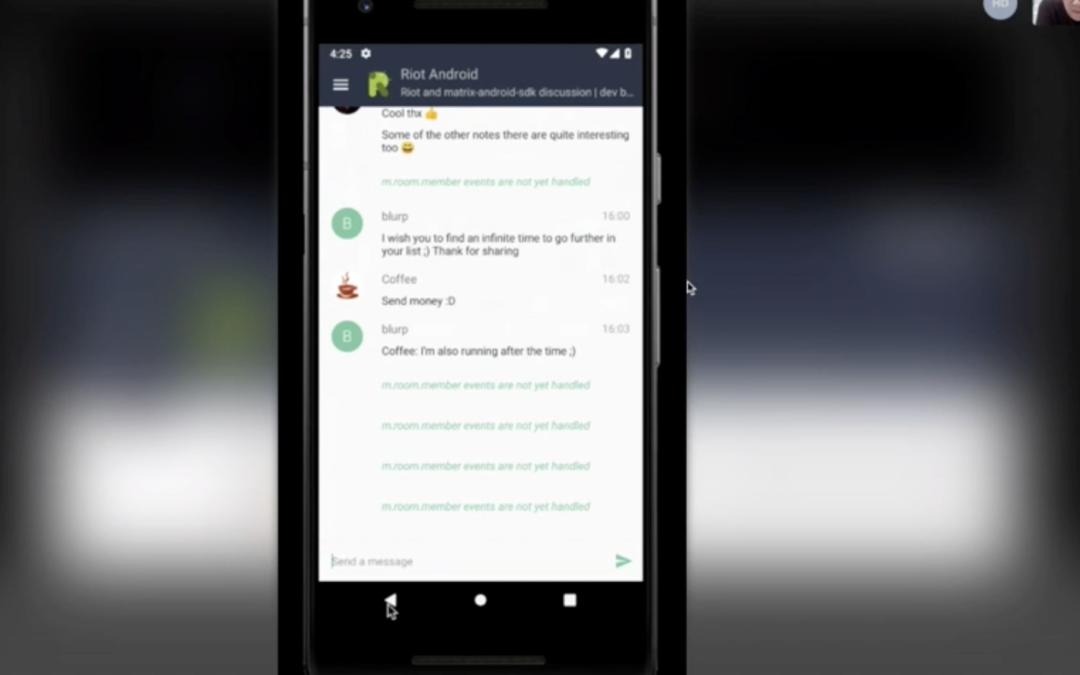 HD
4:25
Riot Android
Riot and matrix-android-sdk discussion | dev b...
Cool thx 👍
Some of the other notes there are quite interesting
too 😄
m.room.member events are not yet handled
B
blurp 16:00
I wish you to find an infinite time to go further in
your list ;) Thank for sharing
Coffee 16:02
Send money :D
B
blurp 16:03
Coffee: I'm also running after the time ;)
m.room.member events are not yet handled
m.room.member events are not yet handled
m.room.member events are not yet handled
m.room.member events are not yet handled
Send a message